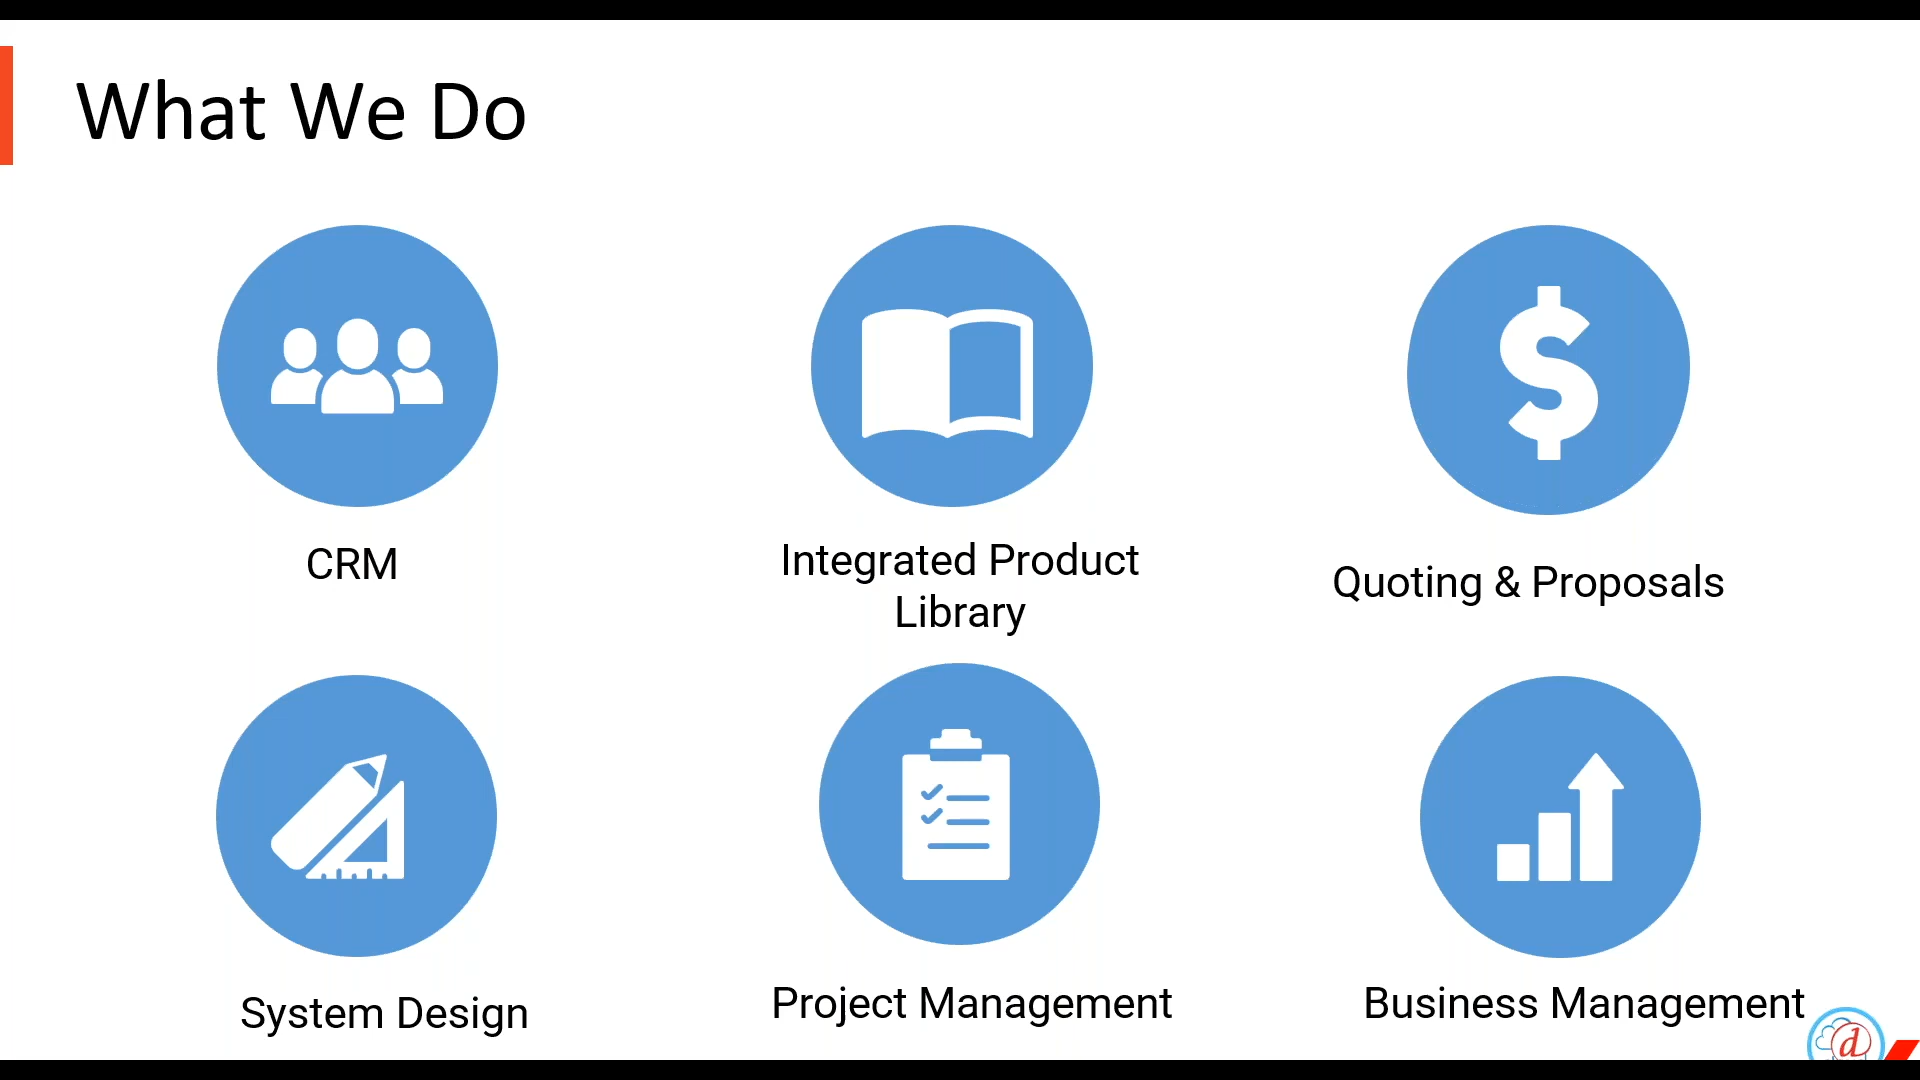 What We Do
CRM
Integrated Product
Library
Quoting & Proposals
System Design
Project Management
Business Management
d